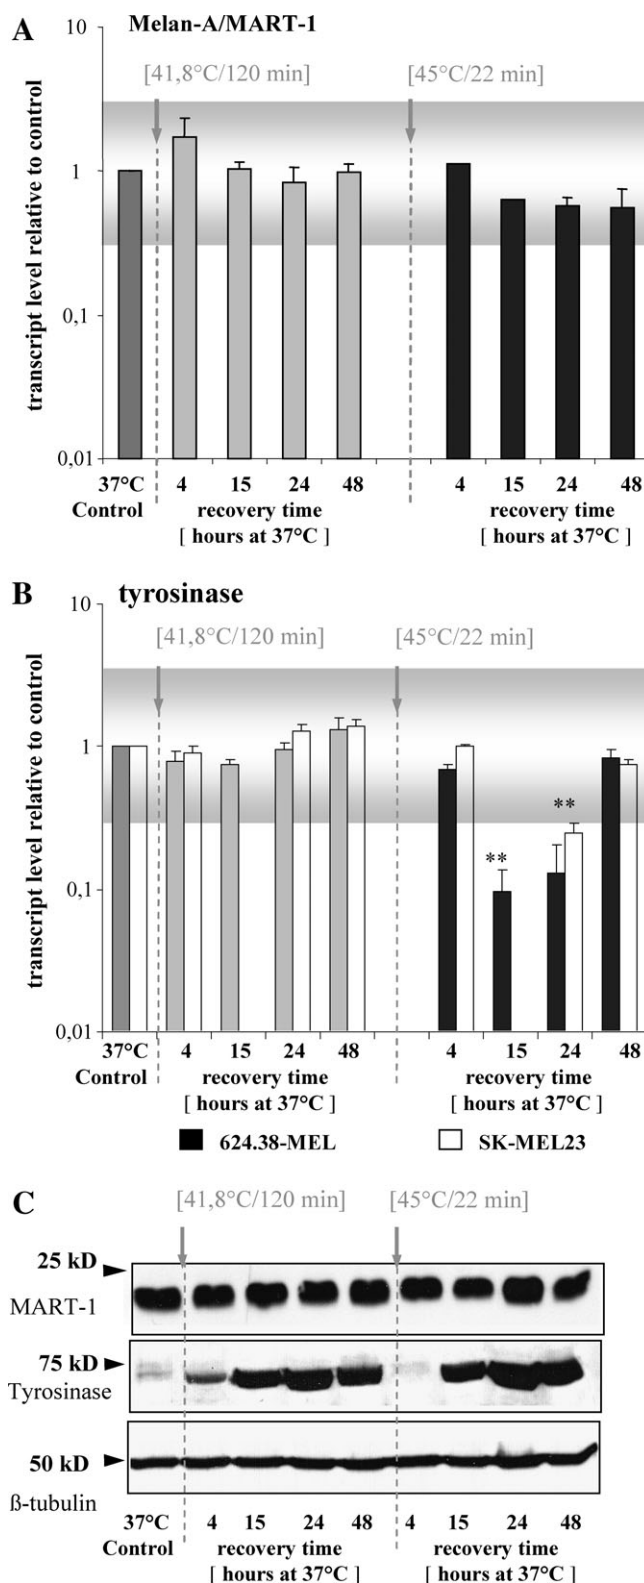 A
Melan-A/MART-1
transcript level relative to control
10
1
0,1
0,01
[41,8°C/120 min]
[45°C/22 min]
37°C
Control
4 15 24 48
recovery time
[ hours at 37°C ]
4 15 24 48
recovery time
[ hours at 37°C ]
B
tyrosinase
transcript level relative to control
10
1
0,1
0,01
[41,8°C/120 min]
[45°C/22 min]
**
**
37°C
Control
4 15 24 48
recovery time
[ hours at 37°C ]
4 15 24 48
recovery time
[ hours at 37°C ]
624.38-MEL
SK-MEL23
C
[41,8°C/120 min]
[45°C/22 min]
25 kD
MART-1
75 kD
Tyrosinase
50 kD
ß-tubulin
37°C
Control
4 15 24 48
recovery time
[ hours at 37°C ]
4 15 24 48
recovery time
[ hours at 37°C ]